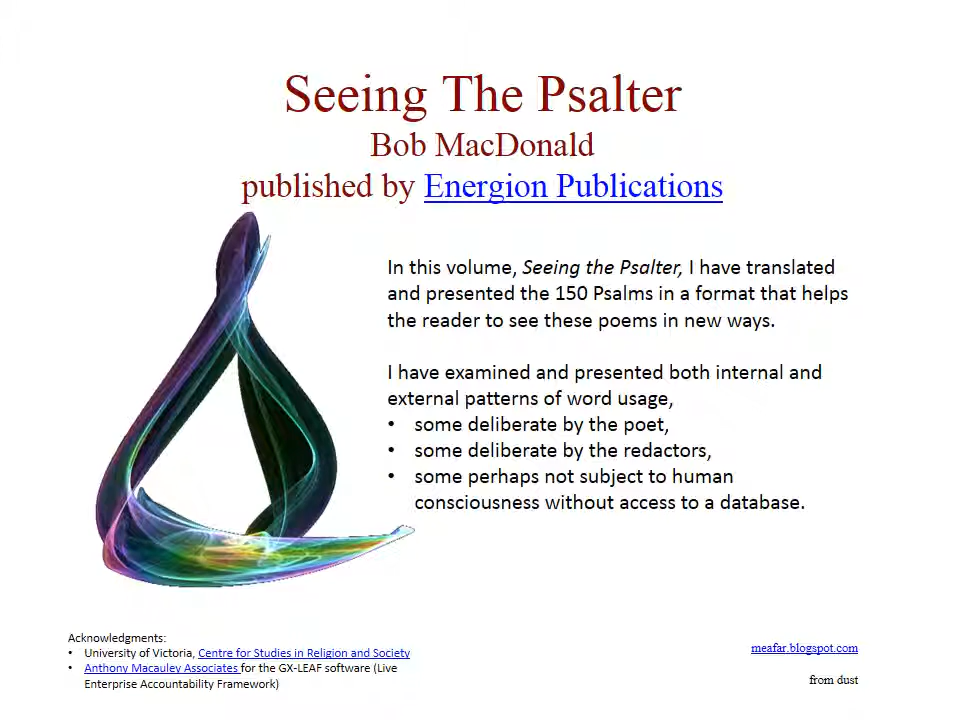 Seeing The Psalter
Bob MacDonald
published by Energion Publications
In this volume, Seeing the Psalter, I have translated
and presented the 150 Psalms in a format that helps
the reader to see these poems in new ways.
I have examined and presented both internal and
external patterns of word usage,
• some deliberate by the poet,
• some deliberate by the redactors,
• some perhaps not subject to human
consciousness without access to a database.
Acknowledgments:
• University of Victoria, Centre for Studies in Religion and Society
• Anthony Macauley Associates for the GX-LEAF software (Live
Enterprise Accountability Framework)
meafar.blogspot.com
from dust